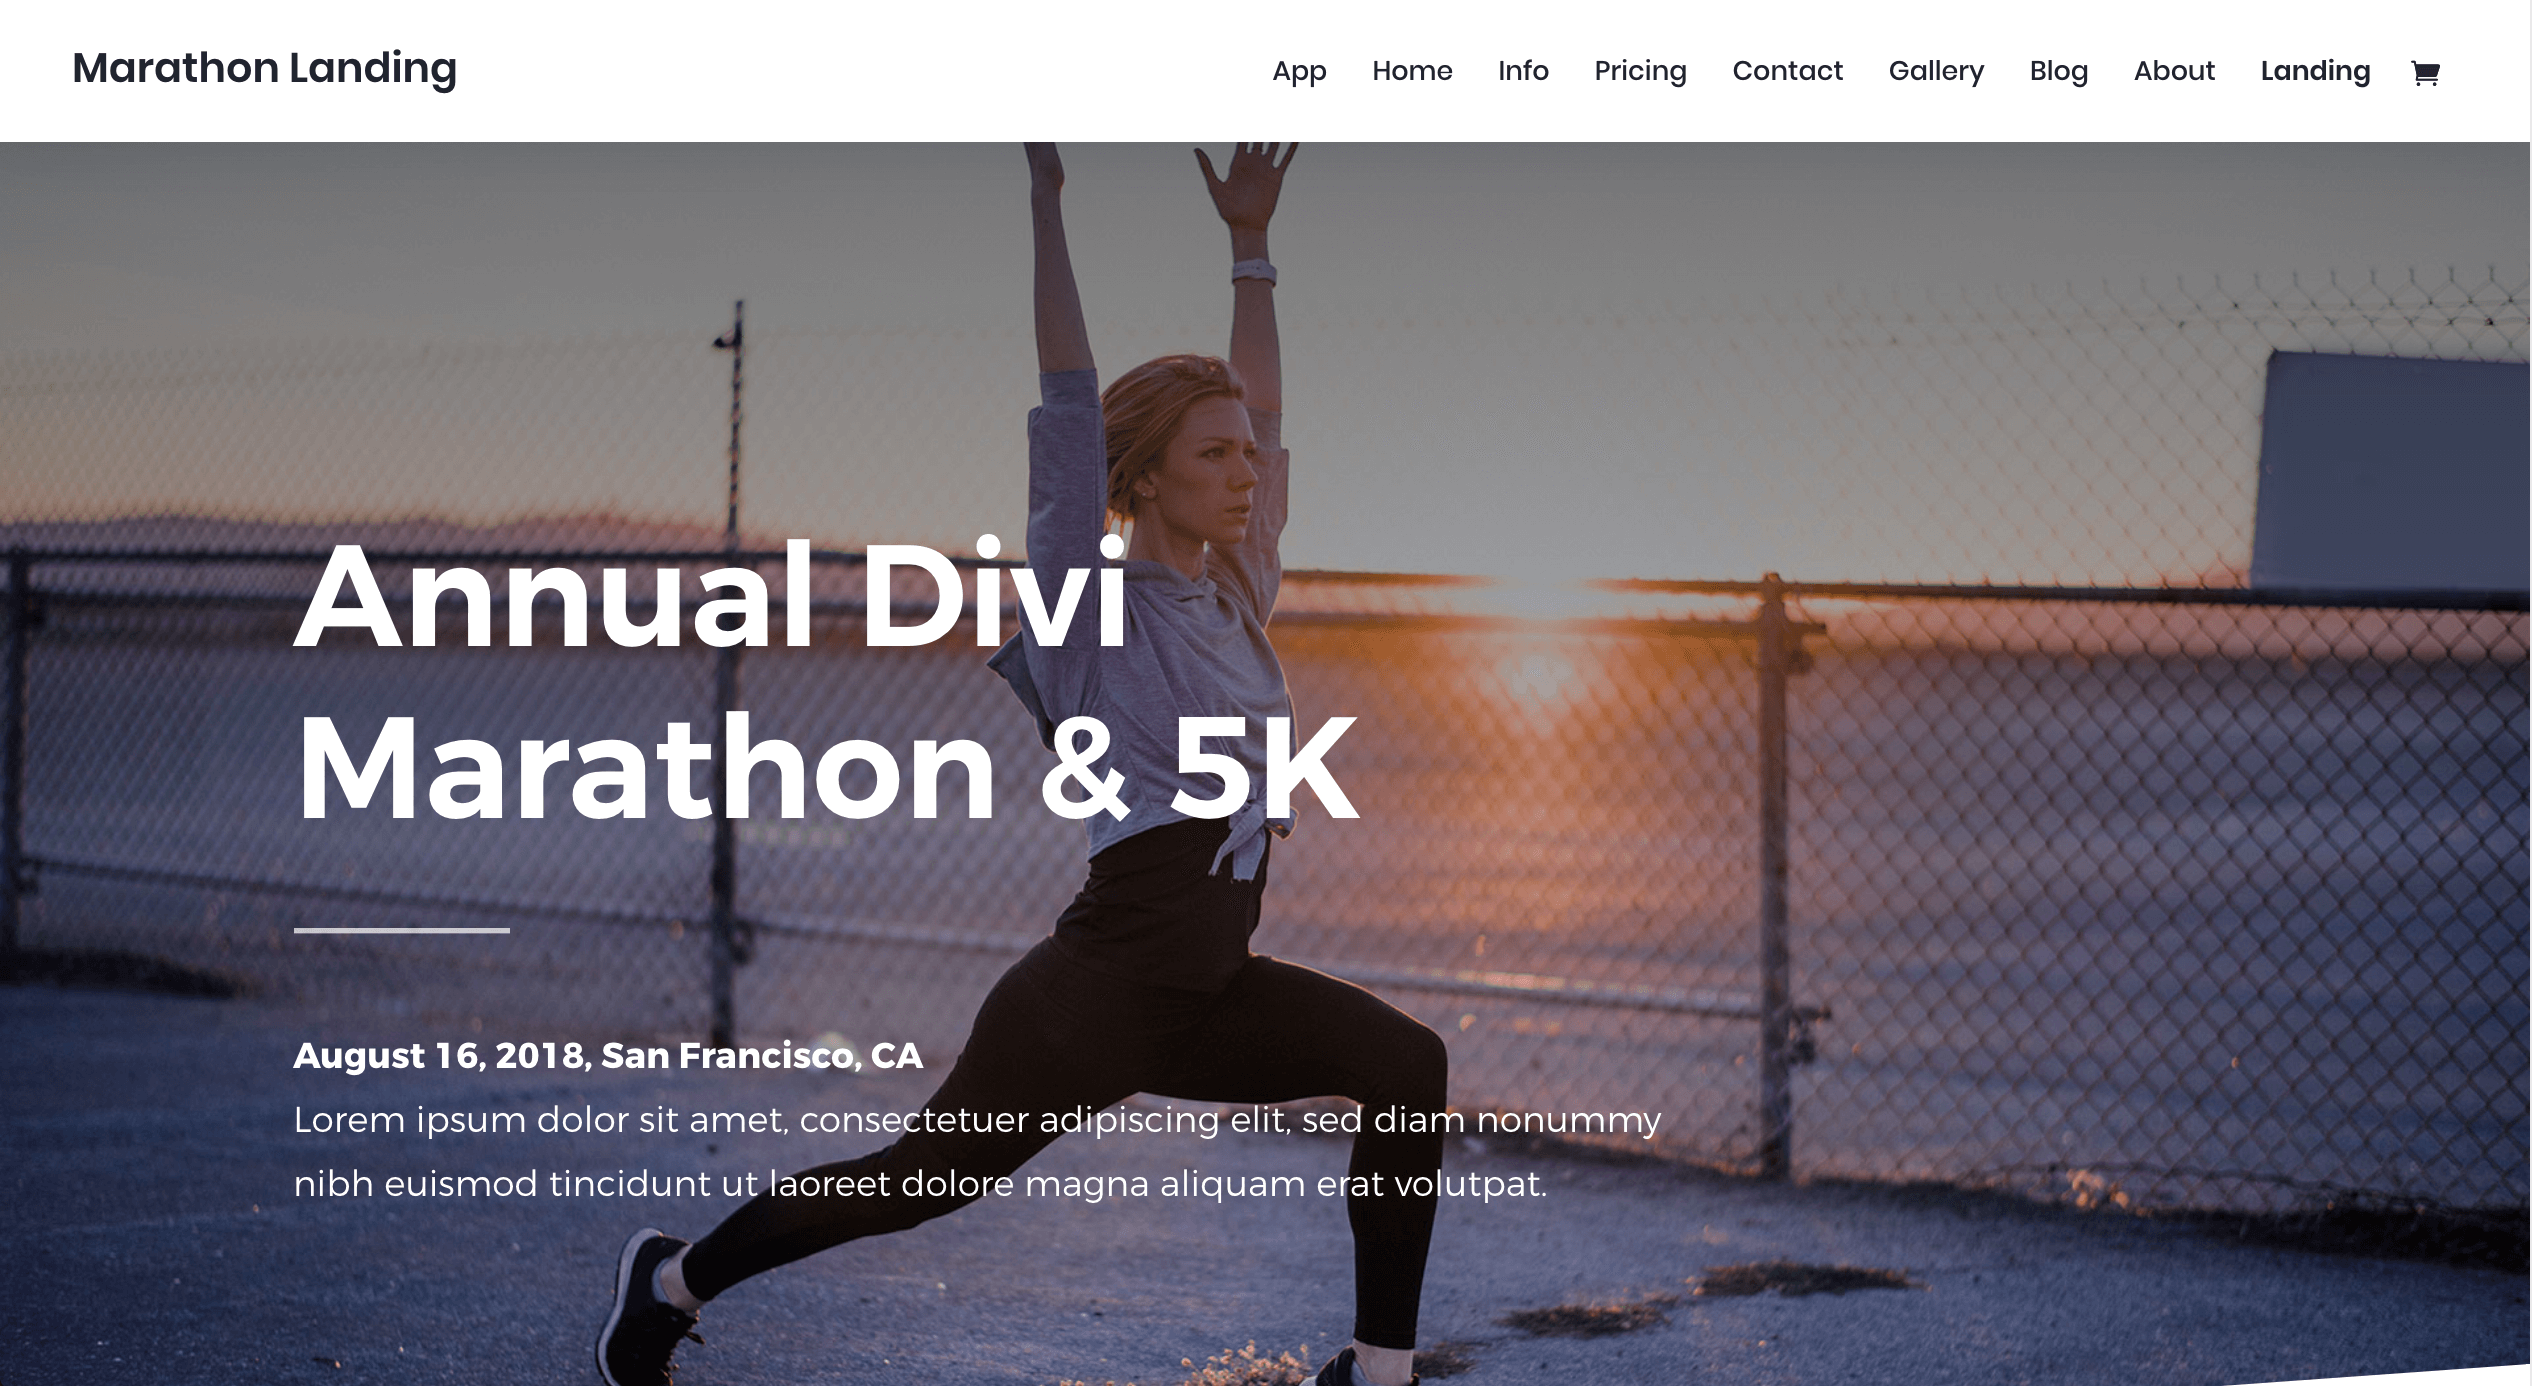 Marathon Landing
App Home Info Pricing Contact Gallery Blog About Landing
Annual Divi
Marathon & 5K
August 16, 2018, San Francisco, CA
Lorem ipsum dolor sit amet, consectetuer adipiscing elit, sed diam nonummy
nibh euismod tincidunt ut laoreet dolore magna aliquam erat volutpat.